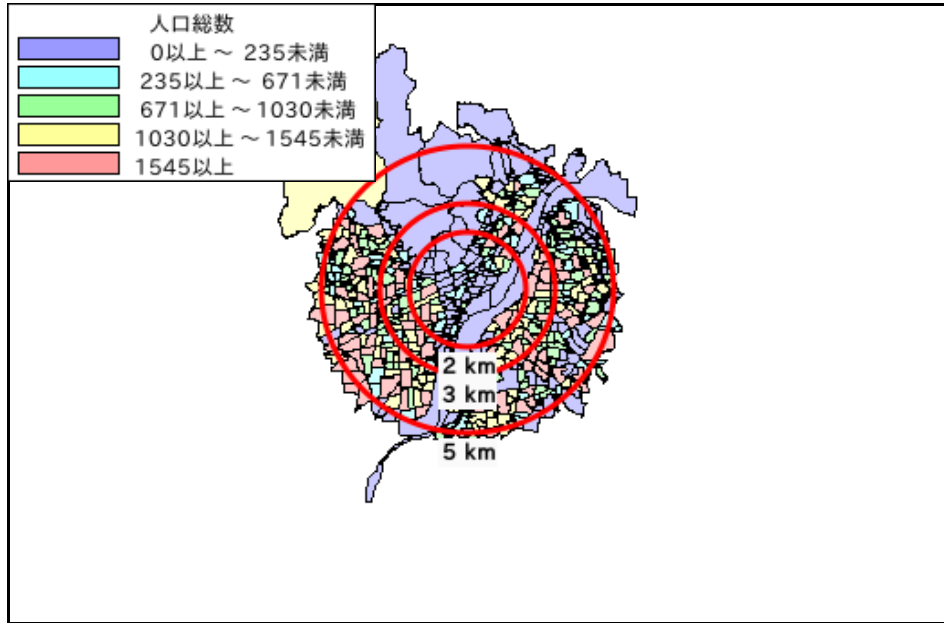 人口総数
0以上 ～ 235未満
235以上 ～ 671未満
671以上 ～ 1030未満
1030以上 ～ 1545未満
1545以上
2 km
3 km
5 km